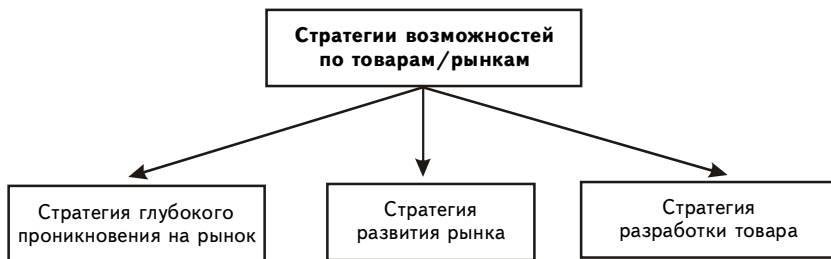 Стратегии возможностей
по товарам/рынкам
Стратегия глубокого
проникновения на рынок
Стратегия
развития рынка
Стратегия
разработки товара